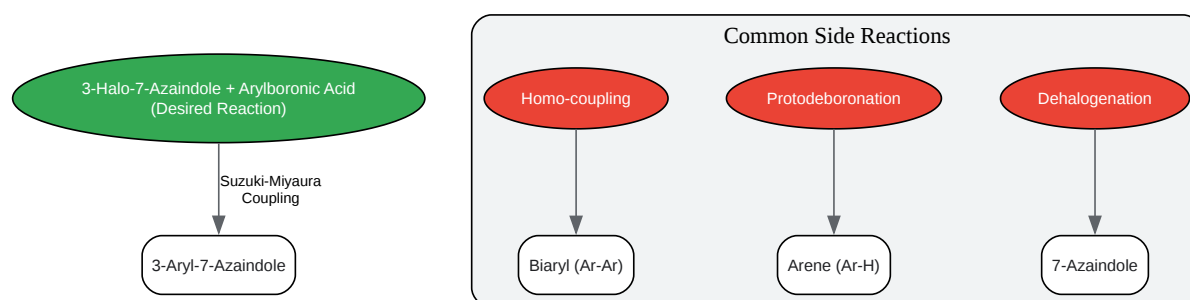 Common Side Reactions
3-Halo-7-Azaindole + Arylboronic Acid
(Desired Reaction)
Homo-coupling
Protodeboronation
Dehalogenation
Suzuki-Miyaura
Coupling
3-Aryl-7-Azaindole
Biaryl (Ar-Ar)
Arene (Ar-H)
7-Azaindole